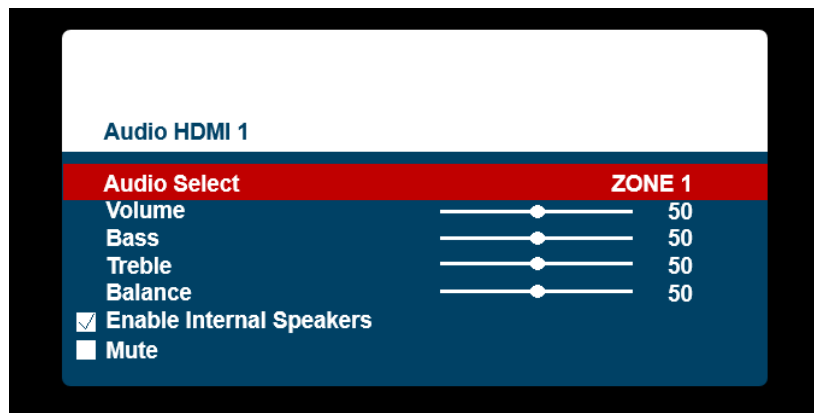 Audio HDMI 1
Audio Select ZONE 1
Volume 50
Bass 50
Treble 50
Balance 50
Enable Internal Speakers
Mute